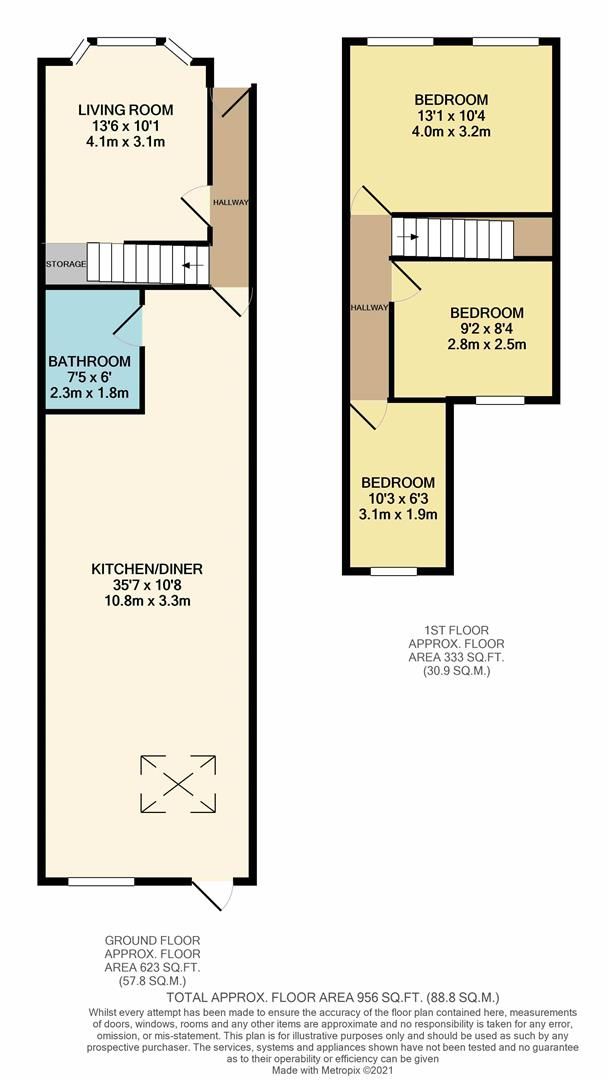 LIVING ROOM
13'6 x 10'1
4.1m x 3.1m
HALLWAY
STORAGE
BATHROOM
7'5 x 6'
2.3m x 1.8m
KITCHEN/DINER
35'7 x 10'8
10.8m x 3.3m
GROUND FLOOR
APPROX. FLOOR
AREA 623 SQ.FT.
(57.8 SQ.M.)
BEDROOM
13'1 x 10'4
4.0m x 3.2m
HALLWAY
BEDROOM
9'2 x 8'4
2.8m x 2.5m
BEDROOM
10'3 x 6'3
3.1m x 1.9m
1ST FLOOR
APPROX. FLOOR
AREA 333 SQ.FT.
(30.9 SQ.M.)
TOTAL APPROX. FLOOR AREA 956 SQ.FT. (88.8 SQ.M.)
Whilst every attempt has been made to ensure the accuracy of the floor plan contained here, measurements
of doors, windows, rooms and any other items are approximate and no responsibility is taken for any error,
omission, or mis-statement. This plan is for illustrative purposes only and should be used as such by any
prospective purchaser. The services, systems and appliances shown have not been tested and no guarantee
as to their operability or efficiency can be given
Made with Metropix ©2021